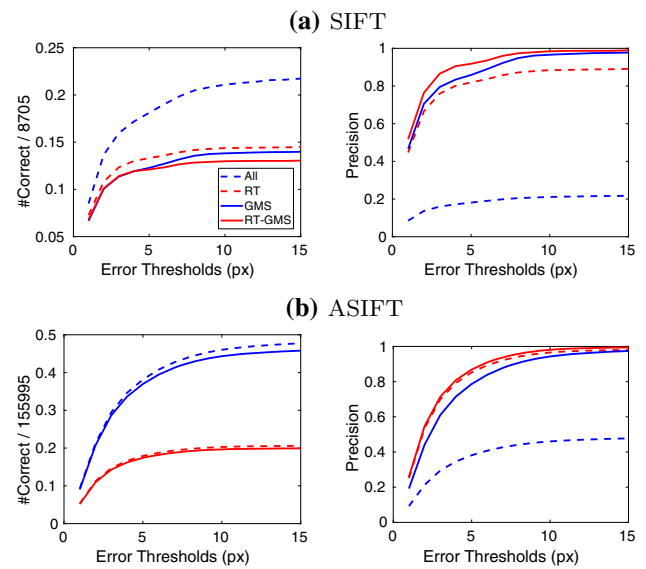 (a) SIFT
0.25
0.2
0.15
0.1
0.05
#Correct / 8705
0
5
10
15
Error Thresholds (px)
All
RT
GMS
RT-GMS
1
0.8
0.6
0.4
0.2
0
Precision
0
5
10
15
Error Thresholds (px)
(b) ASIFT
0.5
0.4
0.3
0.2
0.1
0
#Correct / 155995
0
5
10
15
Error Thresholds (px)
1
0.8
0.6
0.4
0.2
0
Precision
0
5
10
15
Error Thresholds (px)